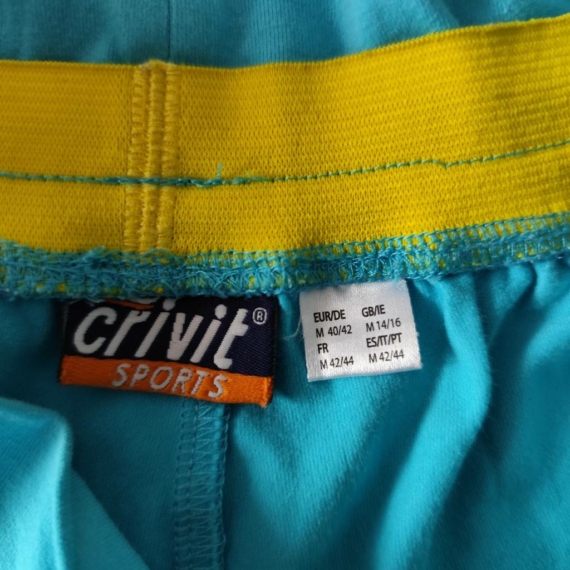 crivit®
SPORTS
EUR/DE GB/IE
M 40/42 M 14/16
FR ES/IT/PT
M 42/44 M 42/44